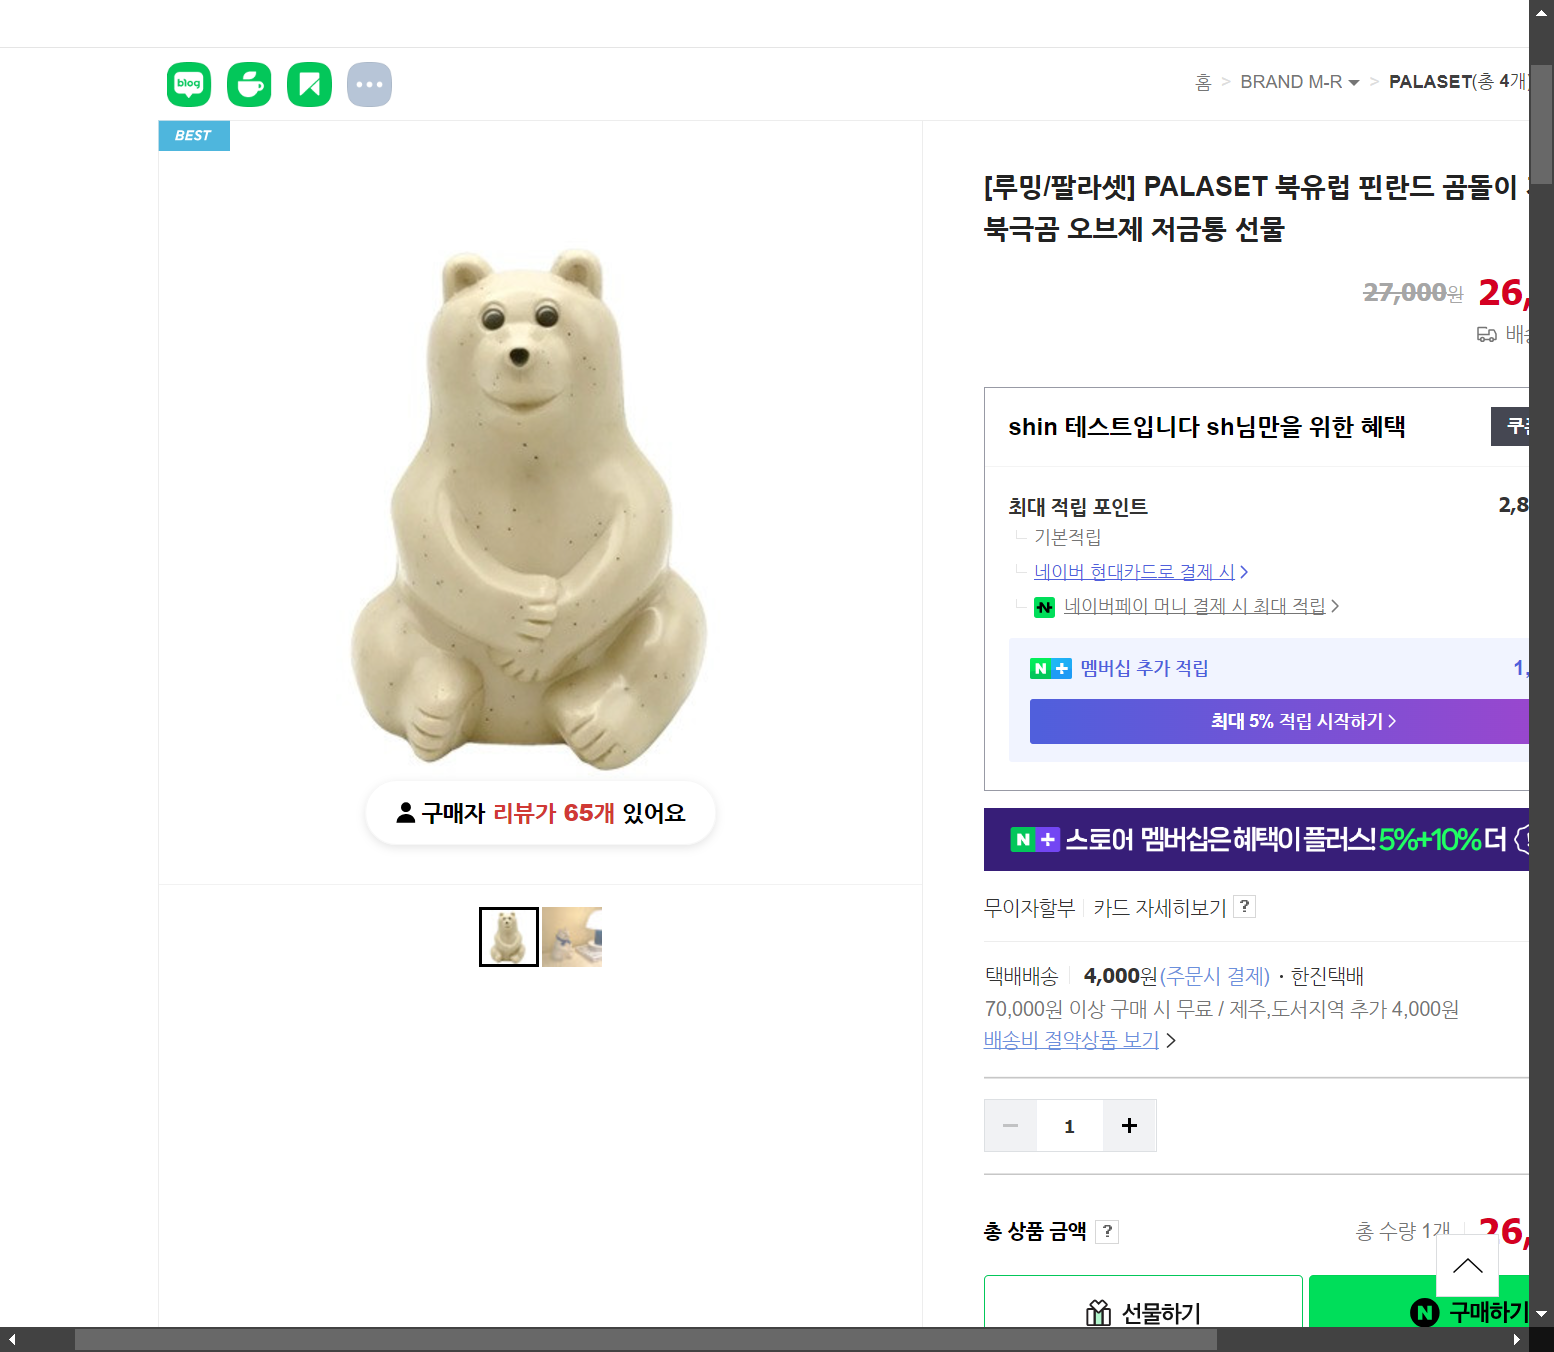 blog
홈 > BRAND M-R > PALASET(총 4개)
BEST
[루밍/팔라셋] PALASET 북유럽 핀란드 곰돌이
북극곰 오브제 저금통 선물
27,000원 26,
배송
shin 테스트입니다 sh님만을 위한 혜택
쿠폰
최대 적립 포인트
2,8
기본적립
네이버 현대카드로 결제 시
N 네이버페이 머니 결제 시 최대 적립
N + 멤버십 추가 적립
1,
최대 5% 적립 시작하기
구매자 리뷰가 65개 있어요
N + 스토어 멤버십은 혜택이 플러스! 5%+10% 더
무이자할부 카드 자세히보기 ?
택배배송 4,000원(주문시 결제) · 한진택배
70,000원 이상 구매 시 무료 / 제주,도서지역 추가 4,000원
배송비 절약상품 보기
1
총 상품 금액 ?
총 수량 1개 26,
선물하기
N 구매하기